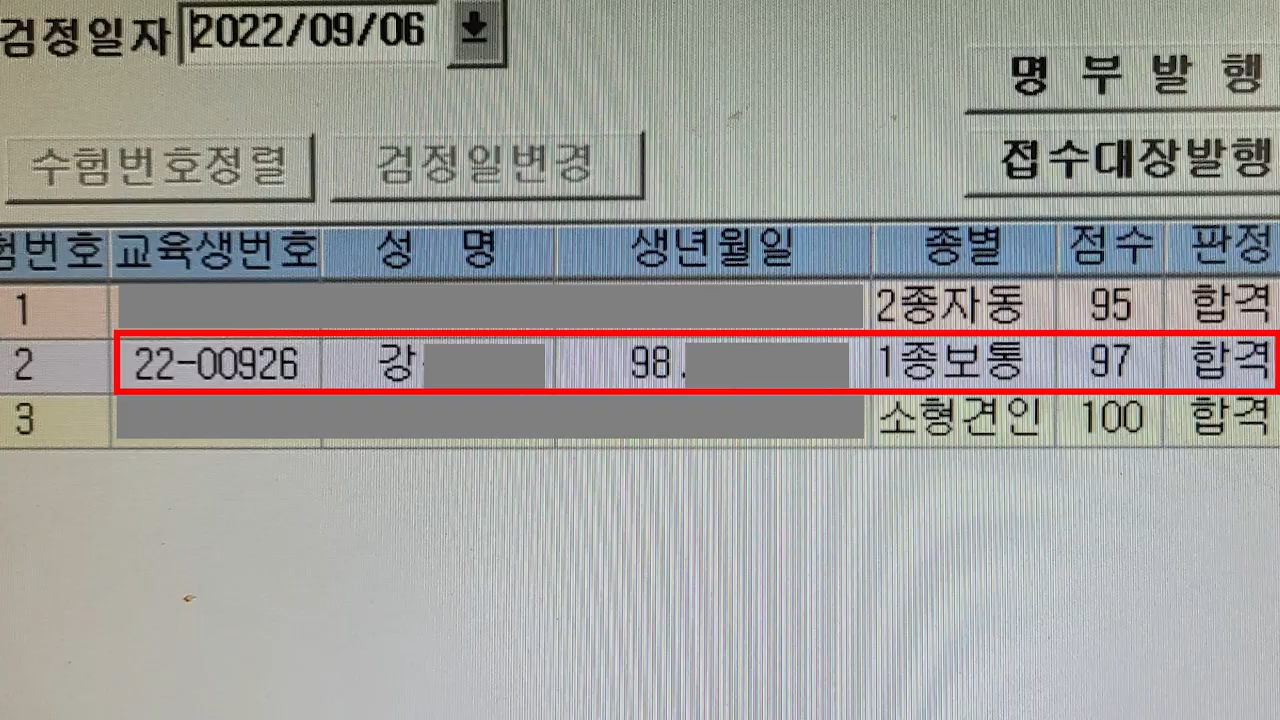 검정일자 2022/09/06
명 부 발 행
수험번호정렬 검정일변경 접수대장발행
험번호 교육생번호 성 명 생년월일 종별 점수 판정
1 2종자동 95 합격
2 22-00926 강 98. 1종보통 97 합격
3 소형견인 100 합격